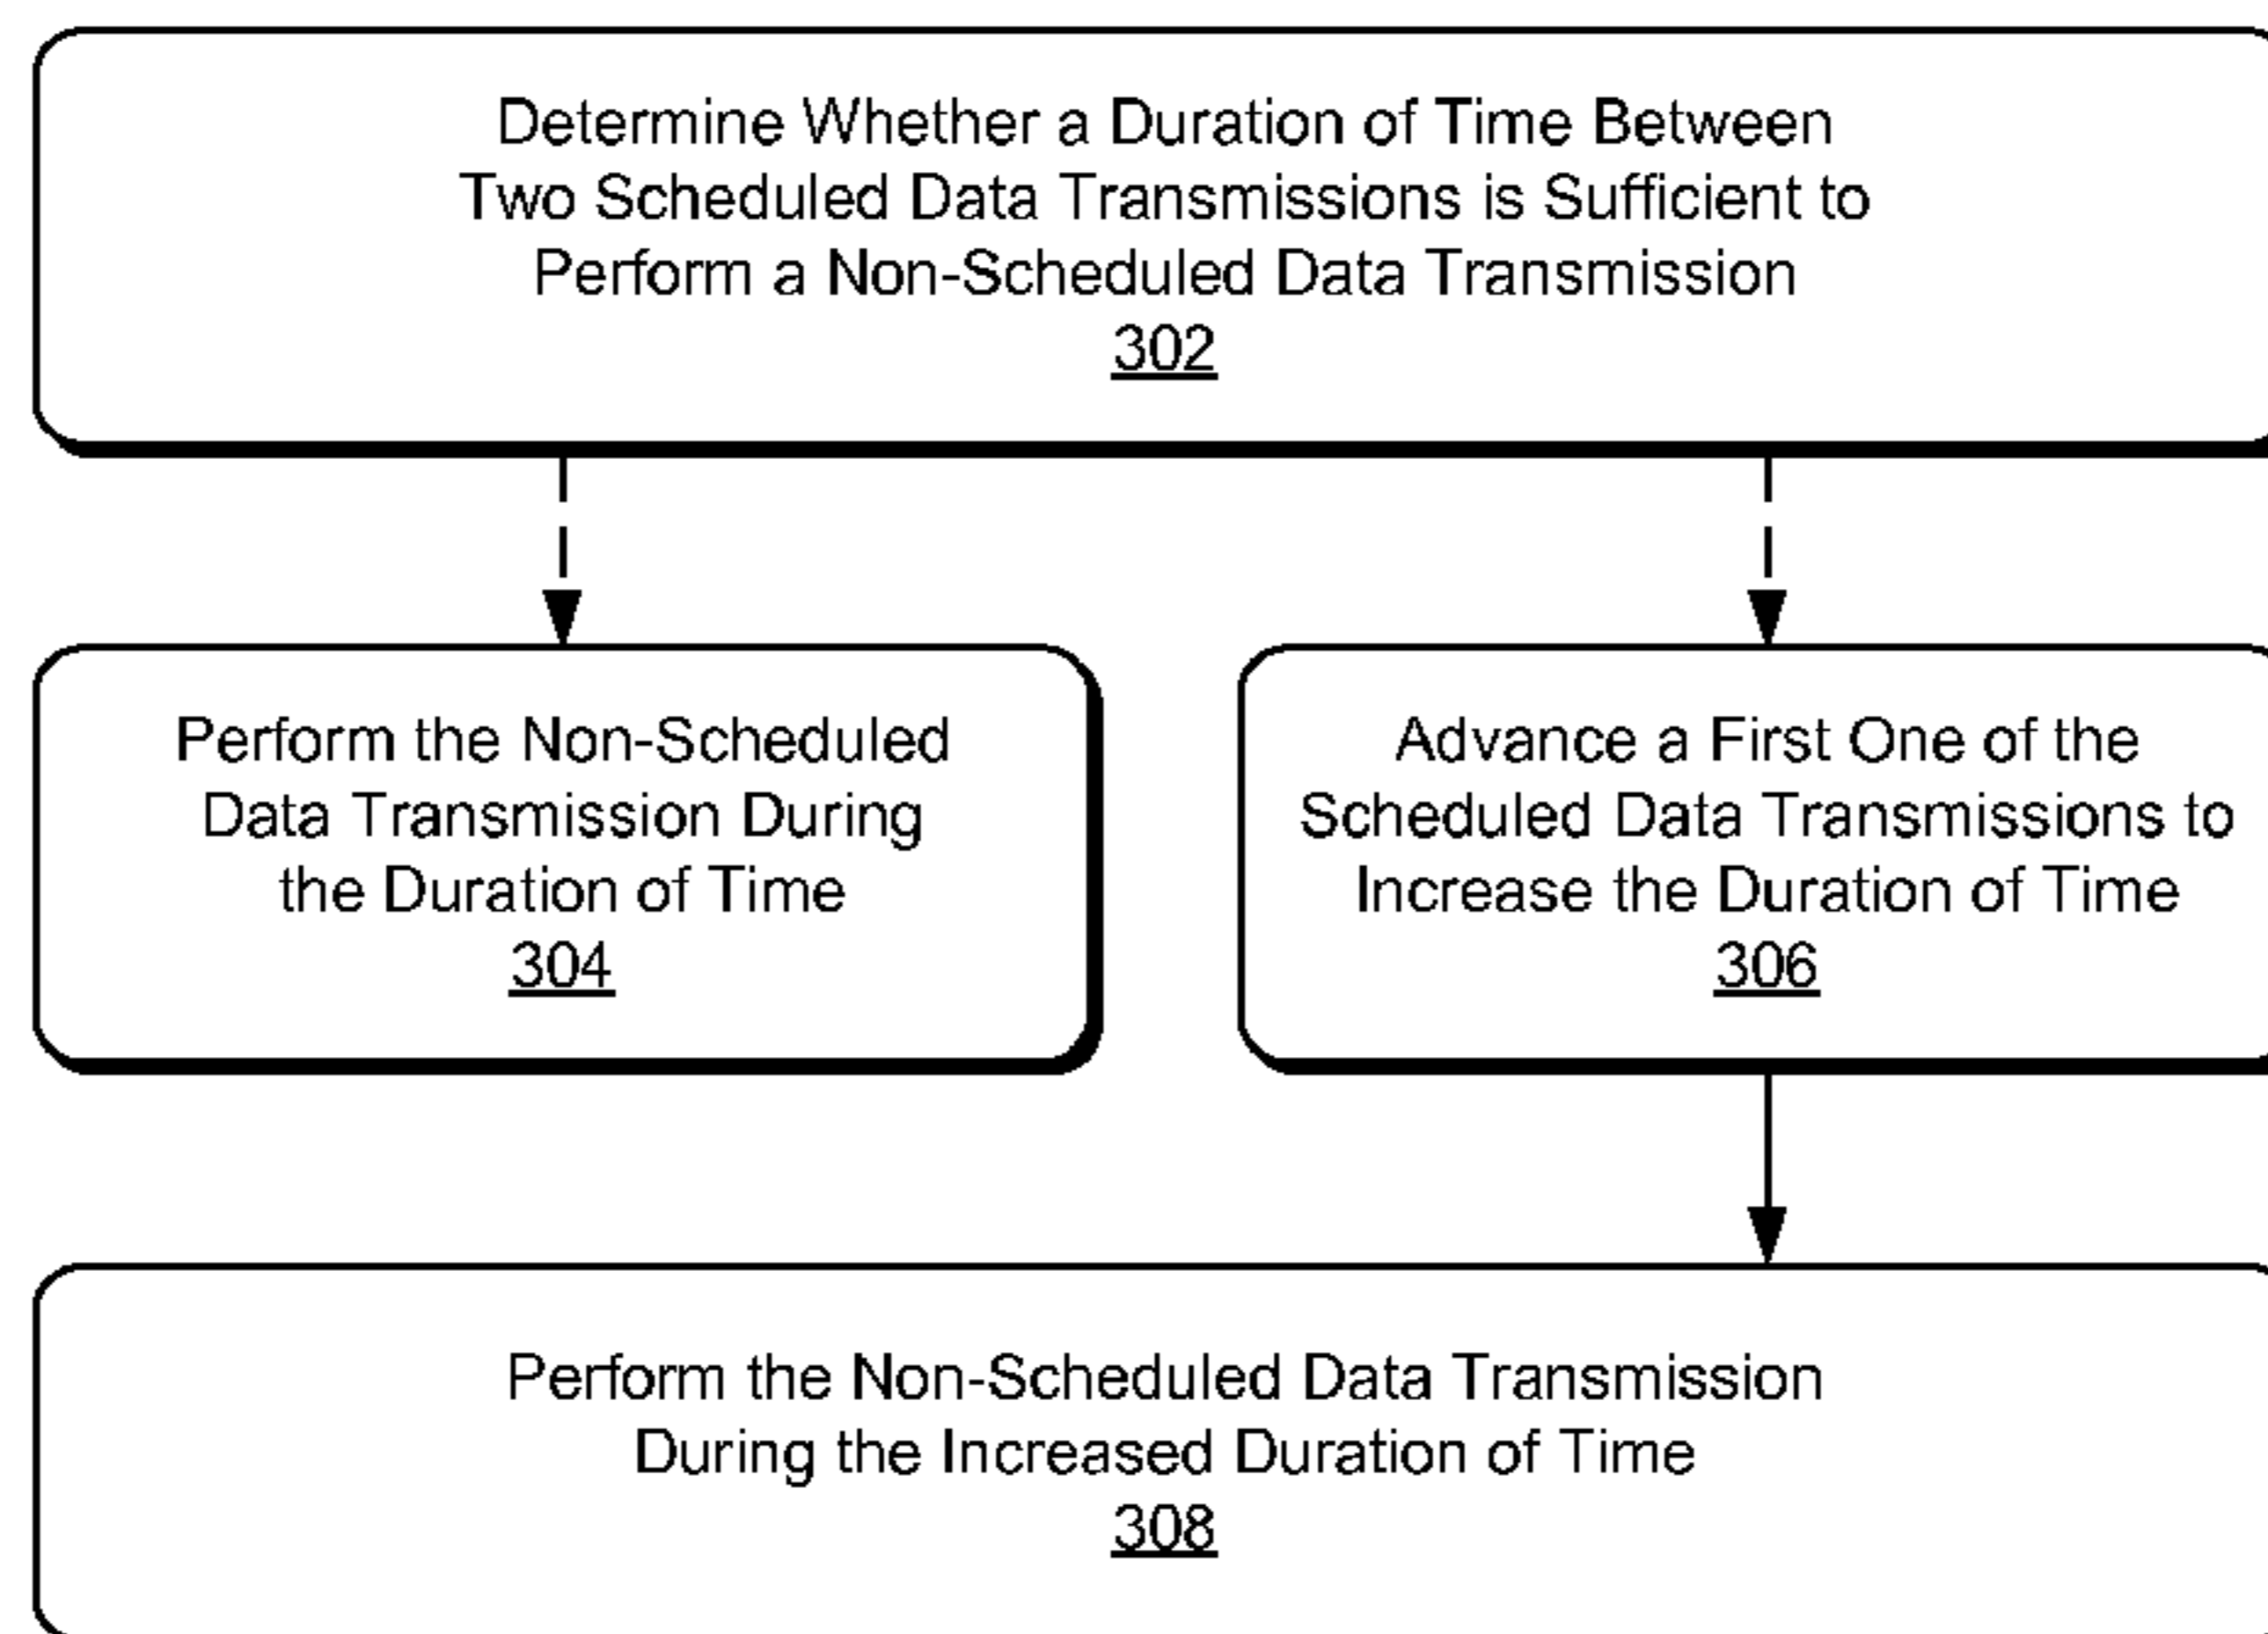 Determine Whether a Duration of Time Between
Two Scheduled Data Transmissions is Sufficient to
Perform a Non-Scheduled Data Transmission
302
Perform the Non-Scheduled
Data Transmission During
the Duration of Time
304
Advance a First One of the
Scheduled Data Transmissions to
Increase the Duration of Time
306
Perform the Non-Scheduled Data Transmission
During the Increased Duration of Time
308